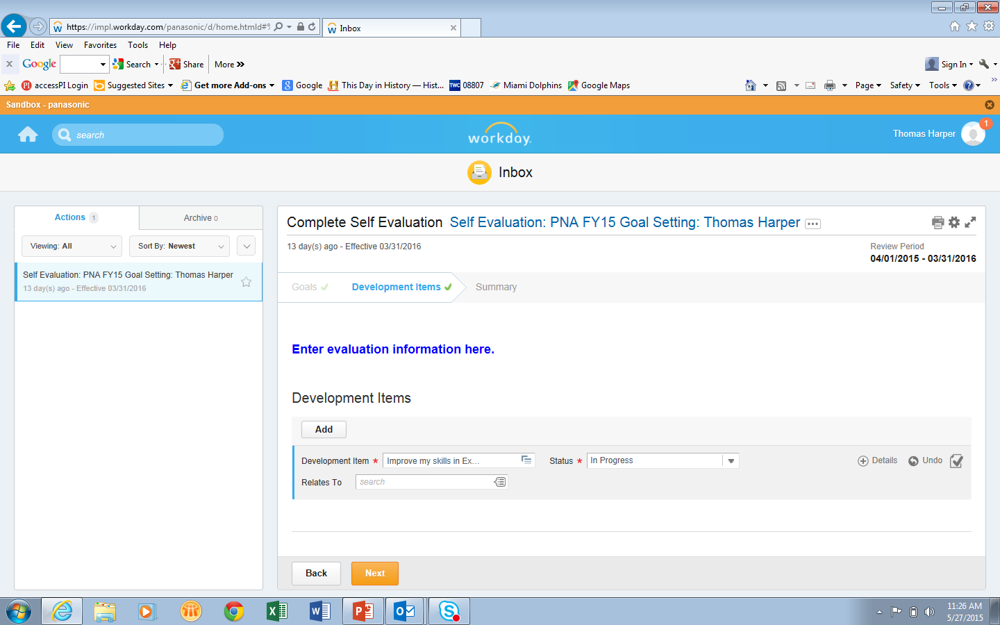 https://impl.workday.com/panasonic/d/home.htmld#
Inbox
File Edit View Favorites Tools Help
x Google Search Share More »
Sign In
accessPI Login Suggested Sites Get more Add-ons Google This Day in History — Hist... TWC 08807 Miami Dolphins Google Maps
Page Safety Tools
Sandbox - panasonic
search
workday.
Thomas Harper
1
Inbox
Actions 1
Archive 0
Viewing: All
Sort By: Newest
Self Evaluation: PNA FY15 Goal Setting: Thomas Harper
13 day(s) ago - Effective 03/31/2016
Complete Self Evaluation Self Evaluation: PNA FY15 Goal Setting: Thomas Harper
13 day(s) ago - Effective 03/31/2016
Review Period
04/01/2015 - 03/31/2016
Goals
Development Items
Summary
Enter evaluation information here.
Development Items
Add
Development Item * Improve my skills in Ex...
Status * In Progress
Details Undo
Relates To search
Back
Next
11:26 AM
5/27/2015